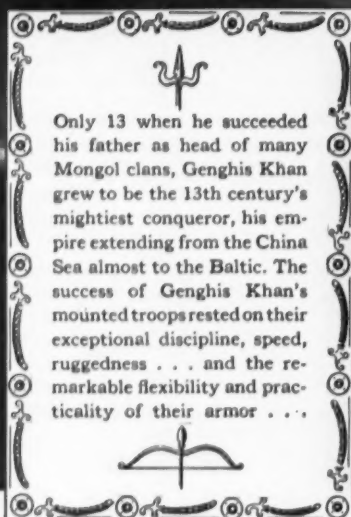 Only 13 when he succeeded
his father as head of many
Mongol clans, Genghis Khan
grew to be the 13th century's
mightiest conqueror, his em-
pire extending from the China
Sea almost to the Baltic. The
success of Genghis Khan's
mounted troops rested on their
exceptional discipline, speed,
ruggedness . . . and the re-
markable flexibility and prac-
ticality of their armor . . .